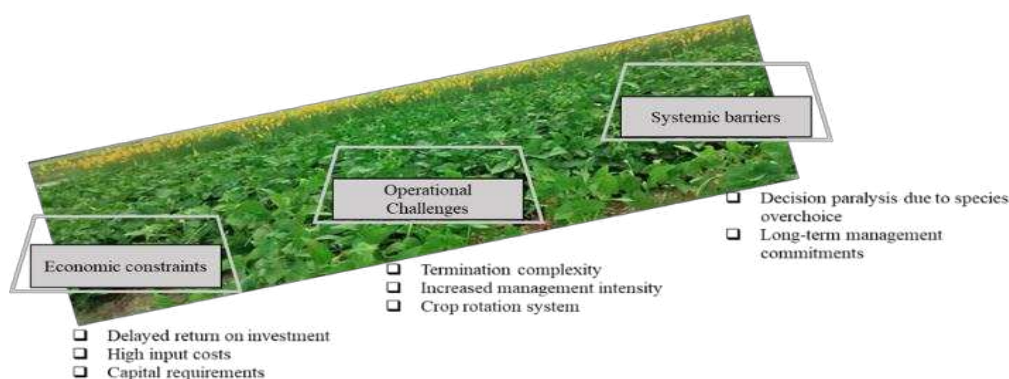 Systemic barriers
Operational
Challenges
Economic constraints
❑ Decision paralysis due to species
overchoice
❑ Long-term management
commitments
❑ Termination complexity
❑ Increased management intensity
❑ Crop rotation system
❑ Delayed return on investment
❑ High input costs
❑ Capital requirements